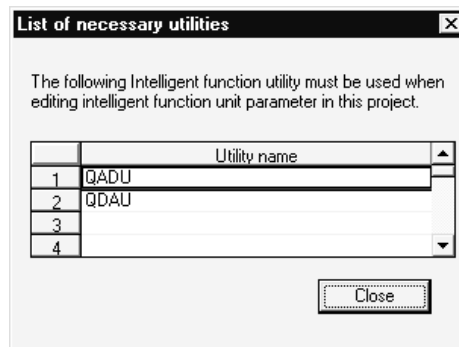 List of necessary utilities
The following Intelligent function utility must be used when
editing intelligent function unit parameter in this project.
Utility name
1 QADU
2 QDAU
3
4
Close